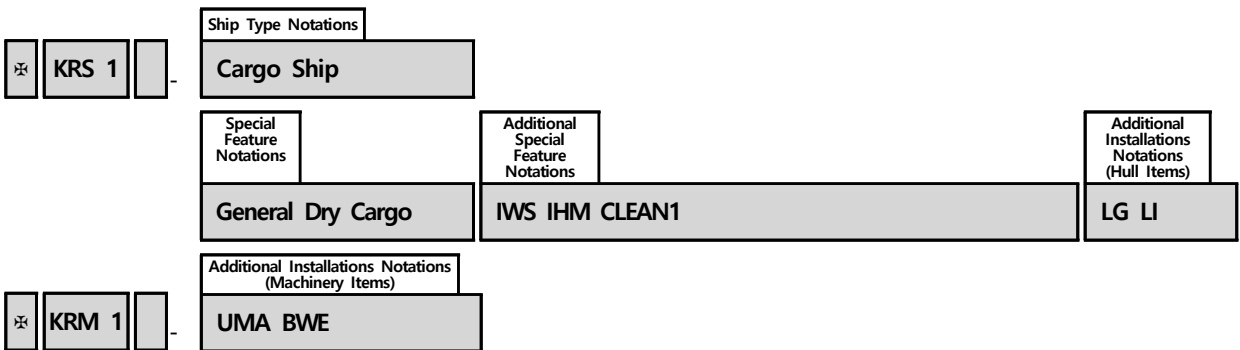 Ship Type Notations
✠ KRS 1 - Cargo Ship
Special
Feature
Notations
Additional
Special
Feature
Notations
Additional
Installations
Notations
(Hull Items)
General Dry Cargo IWS IHM CLEAN1 LG LI
Additional Installations Notations
(Machinery Items)
✠ KRM 1 - UMA BWE